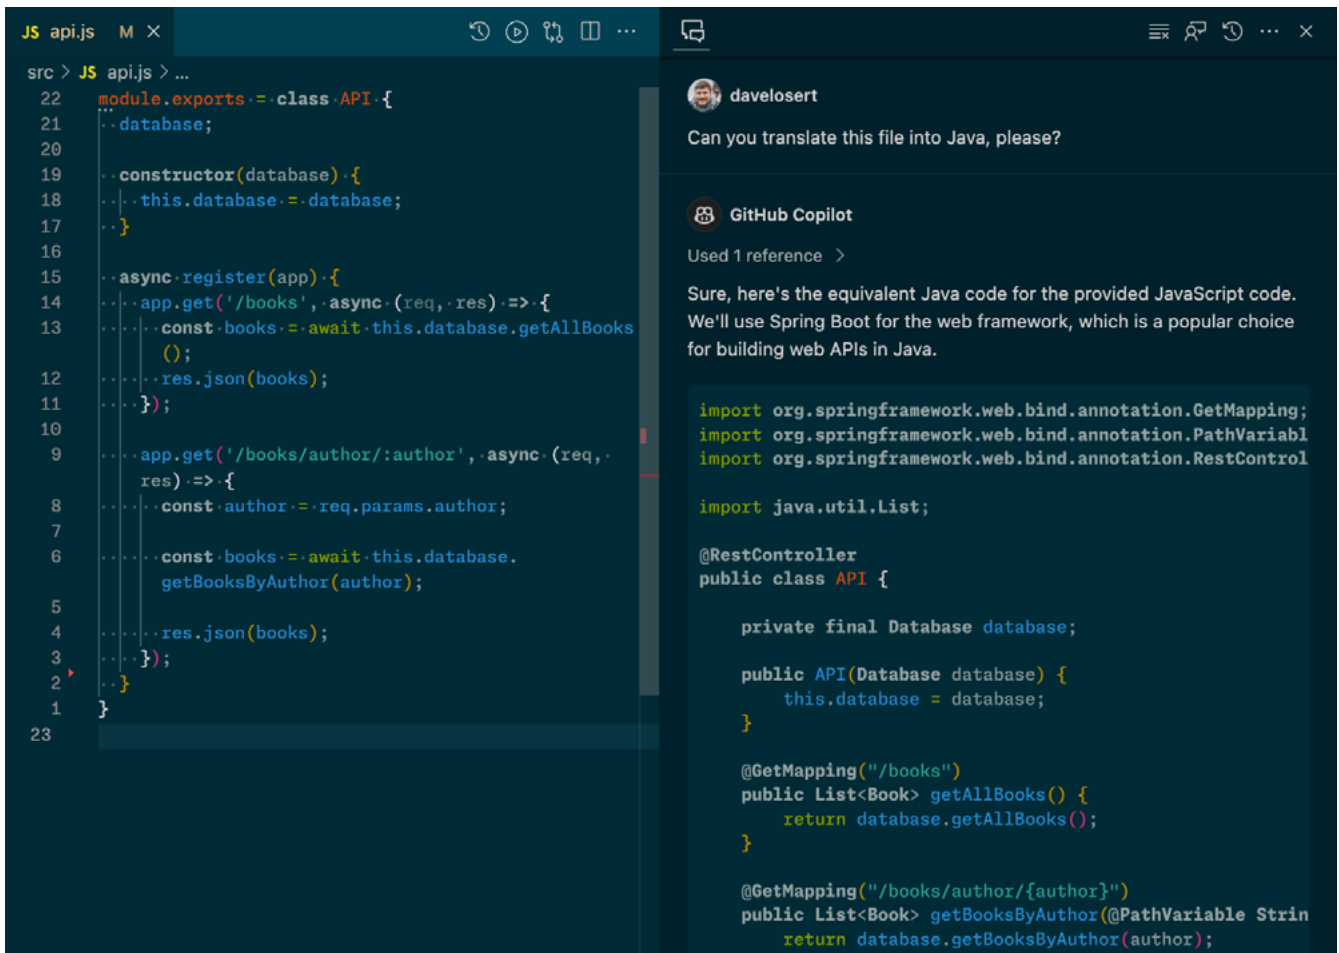 JS api.js M
src > JS api.js > ...
22 module.exports = class API {
21 database;
20
19 constructor(database) {
18 this.database = database;
17 }
16
15 async register(app) {
14 app.get('/books', async (req, res) => {
13 const books = await this.database.getAllBooks
();
12 res.json(books);
11 });
10
9 app.get('/books/author/:author', async (req,
res) => {
8 const author = req.params.author;
7
6 const books = await this.database.
getBooksByAuthor(author);
5
4 res.json(books);
3 });
2 }
1 }
23
davelosert
Can you translate this file into Java, please?
GitHub Copilot
Used 1 reference >
Sure, here's the equivalent Java code for the provided JavaScript code.
We'll use Spring Boot for the web framework, which is a popular choice
for building web APIs in Java.
import org.springframework.web.bind.annotation.GetMapping;
import org.springframework.web.bind.annotation.PathVariabl
import org.springframework.web.bind.annotation.RestControl
import java.util.List;
@RestController
public class API {
private final Database database;
public API(Database database) {
this.database = database;
}
@GetMapping("/books")
public List<Book> getAllBooks() {
return database.getAllBooks();
}
@GetMapping("/books/author/{author}")
public List<Book> getBooksByAuthor(@PathVariable Strin
return database.getBooksByAuthor(author);